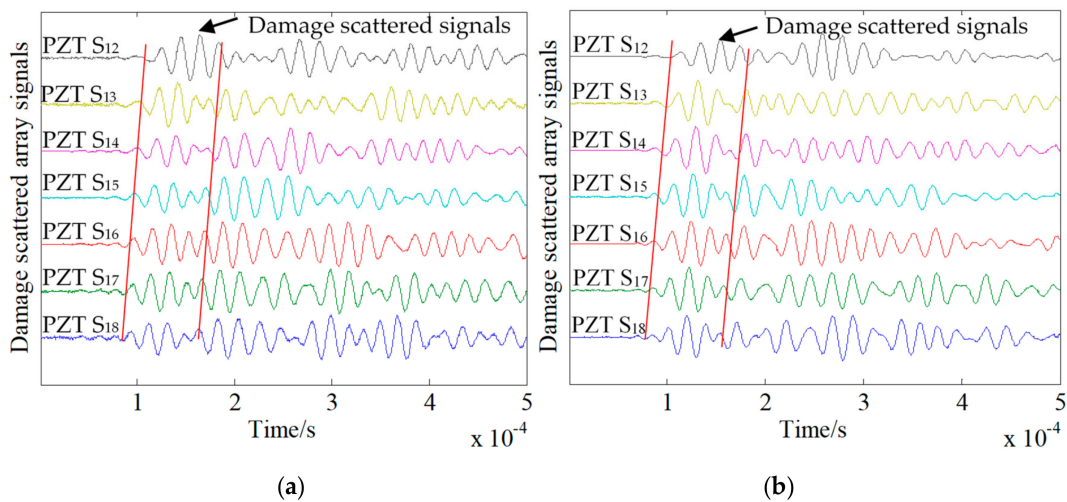 Damage scattered signals
PZT S12
PZT S13
PZT S14
PZT S15
PZT S16
PZT S17
PZT S18
Damage scattered array signals
1 2 3 4 5
Time/s
x 10-4
(a)
Damage scattered signals
PZT S12
PZT S13
PZT S14
PZT S15
PZT S16
PZT S17
PZT S18
Damage scattered array signals
1 2 3 4 5
Time/s
x 10-4
(b)